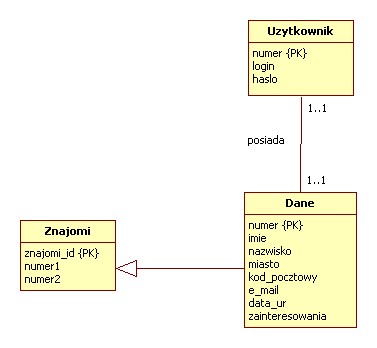 Uzytkownik
numer {PK}
login
haslo
1..1
posiada
1..1
Dane
numer {PK}
imie
nazwisko
miasto
kod_pocztowy
e_mail
data_ur
zainteresowania
Znajomi
znajomi_id {PK}
numer1
numer2